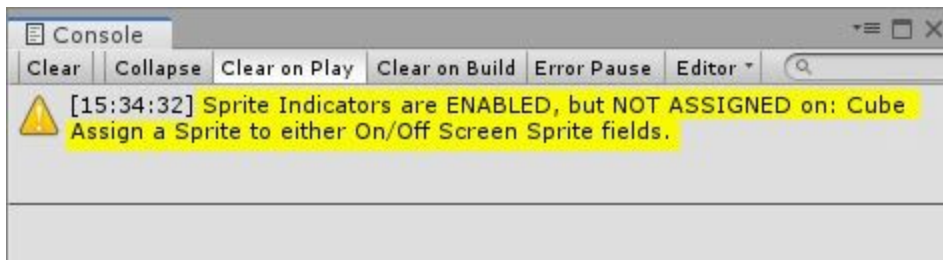 Console
Clear Collapse Clear on Play Clear on Build Error Pause Editor
[15:34:32] Sprite Indicators are ENABLED, but NOT ASSIGNED on: Cube
Assign a Sprite to either On/Off Screen Sprite fields.